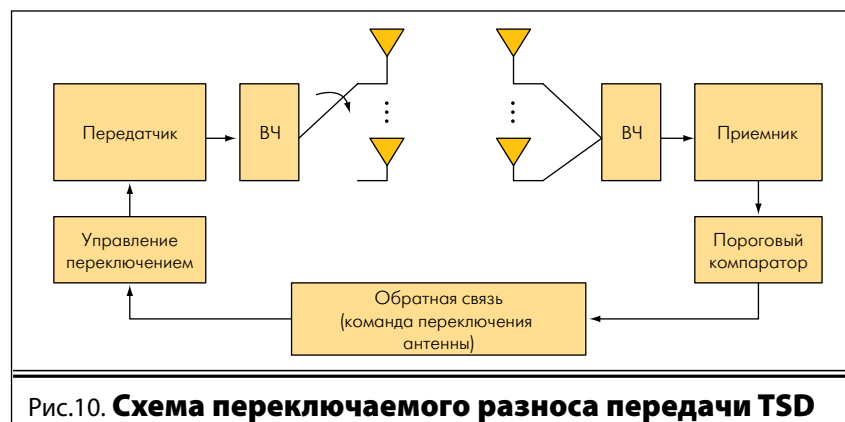 Передатчик
ВЧ
ВЧ
Приемник
Управление
переключением
Пороговый
компаратор
Обратная связь
(команда переключения
антенны)
Рис.10. Схема переключаемого разноса передачи TSD